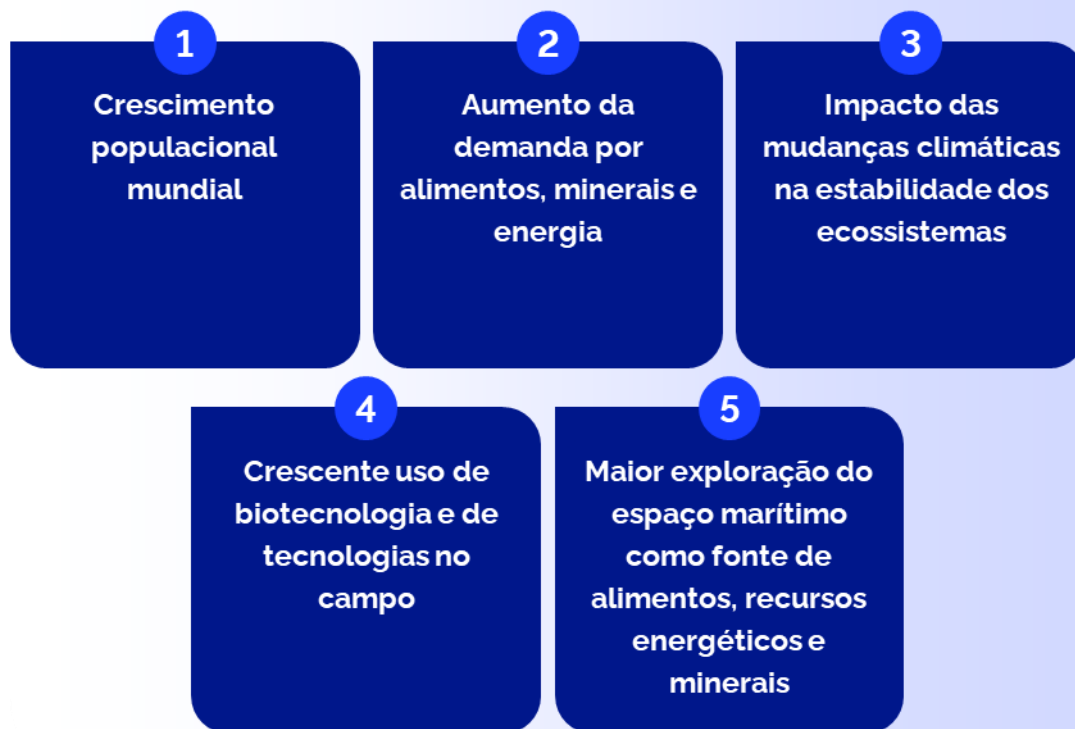 1
Crescimento
populacional
mundial
2
Aumento da
demanda por
alimentos, minerais e
energia
3
Impacto das
mudanças climáticas
na estabilidade dos
ecossistemas
4
Crescente uso de
biotecnologia e de
tecnologias no
campo
5
Maior exploração do
espaço marítimo
como fonte de
alimentos, recursos
energéticos e
minerais